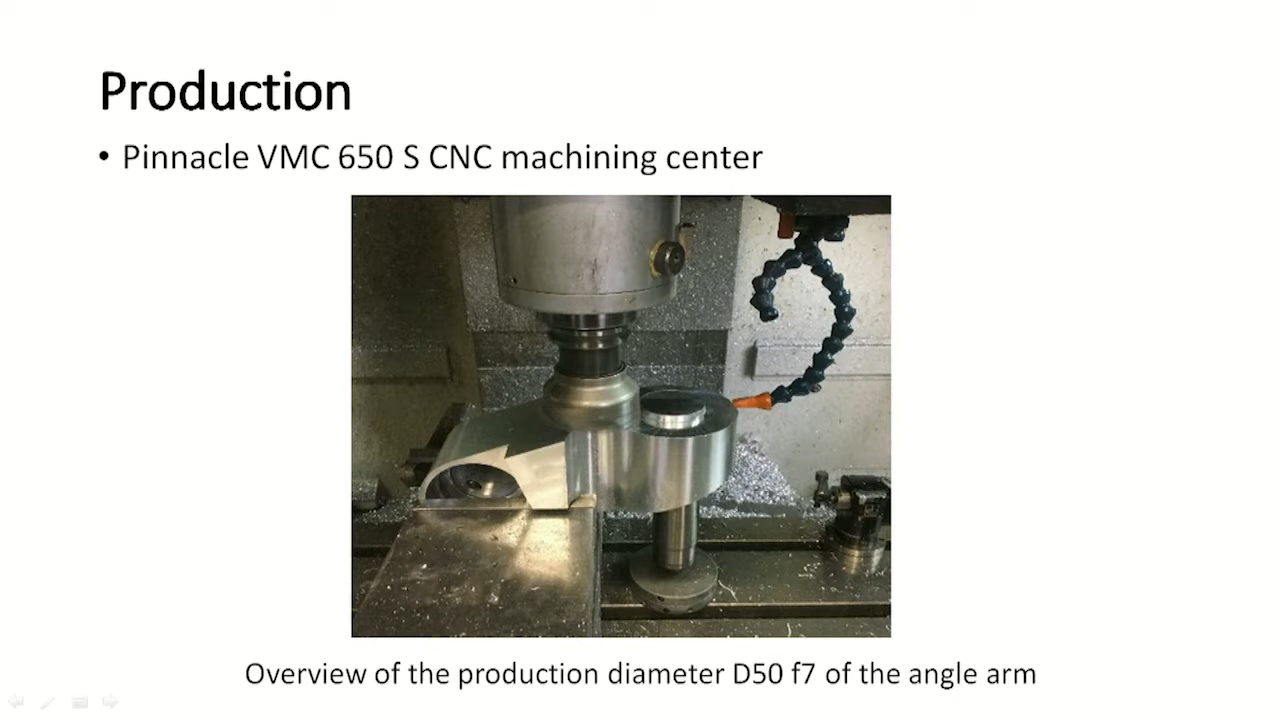 Production
• Pinnacle VMC 650 S CNC machining center
Overview of the production diameter D50 f7 of the angle arm